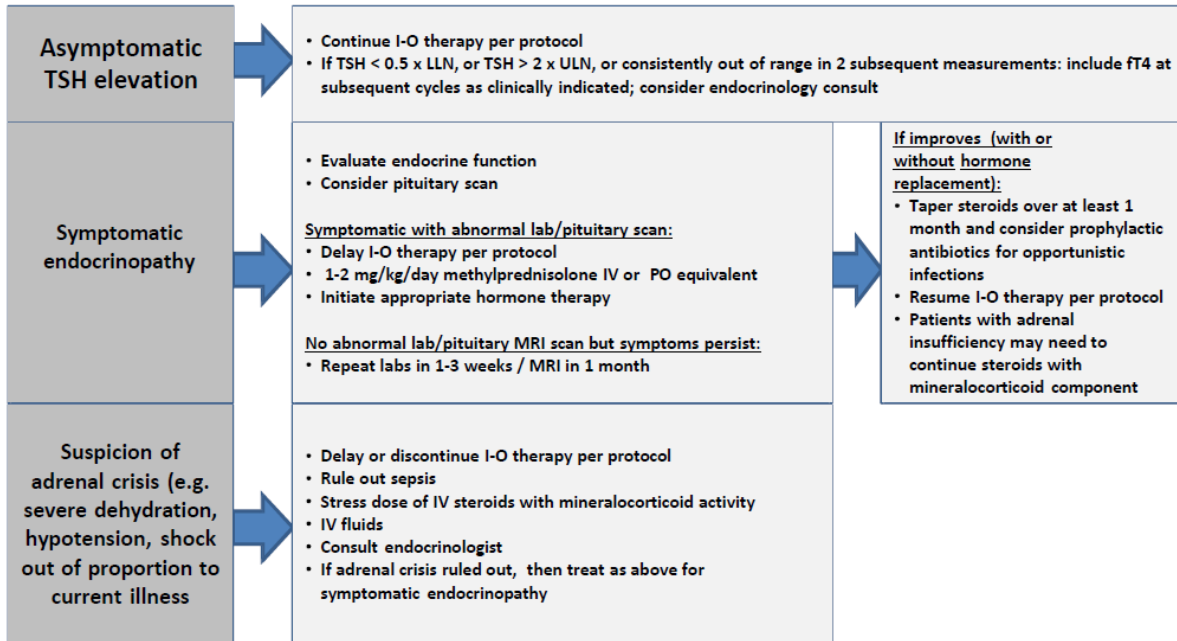 Asymptomatic
TSH elevation
• Continue I-O therapy per protocol
• If TSH < 0.5 x LLN, or TSH > 2 x ULN, or consistently out of range in 2 subsequent measurements: include fT4 at
subsequent cycles as clinically indicated; consider endocrinology consult
Symptomatic
endocrinopathy
• Evaluate endocrine function
• Consider pituitary scan
Symptomatic with abnormal lab/pituitary scan:
• Delay I-O therapy per protocol
• 1-2 mg/kg/day methylprednisolone IV or PO equivalent
• Initiate appropriate hormone therapy
No abnormal lab/pituitary MRI scan but symptoms persist:
• Repeat labs in 1-3 weeks / MRI in 1 month
If improves (with or
without hormone
replacement):
• Taper steroids over at least 1
month and consider prophylactic
antibiotics for opportunistic
infections
• Resume I-O therapy per protocol
• Patients with adrenal
insufficiency may need to
continue steroids with
mineralocorticoid component
Suspicion of
adrenal crisis (e.g.
severe dehydration,
hypotension, shock
out of proportion to
current illness
• Delay or discontinue I-O therapy per protocol
• Rule out sepsis
• Stress dose of IV steroids with mineralocorticoid activity
• IV fluids
• Consult endocrinologist
• If adrenal crisis ruled out, then treat as above for
symptomatic endocrinopathy